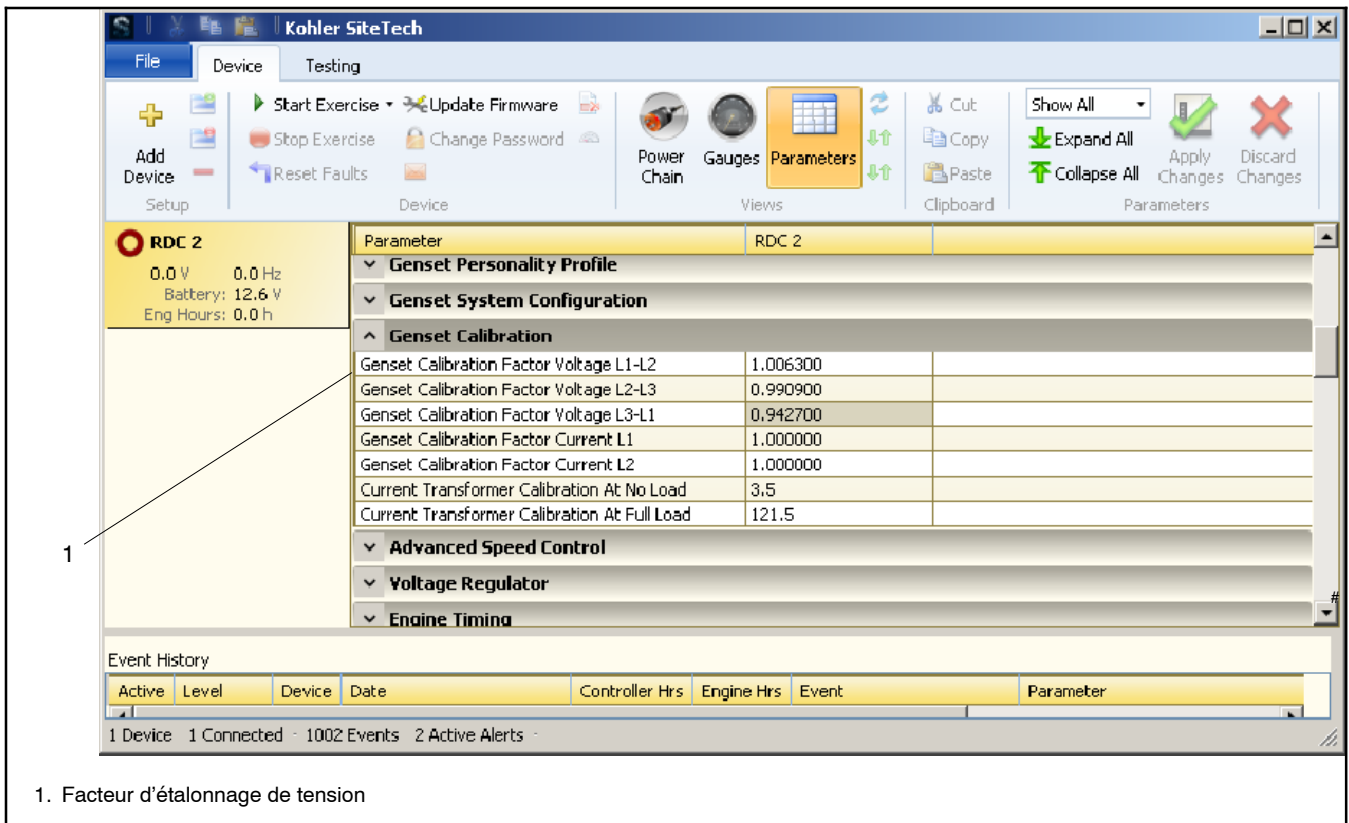 Kohler SiteTech
File Device Testing
Add Device
Setup
Start Exercise Update Firmware
Stop Exercise Change Password
Reset Faults
Device
Power Chain Gauges Parameters
Views
Cut
Copy
Paste
Clipboard
Show All
Expand All
Collapse All
Apply Changes Discard Changes
Parameters
RDC 2
0.0 V 0.0 Hz
Battery: 12.6 V
Eng Hours: 0.0 h
Parameter RDC 2
Genset Personality Profile
Genset System Configuration
Genset Calibration
Genset Calibration Factor Voltage L1-L2 1.006300
Genset Calibration Factor Voltage L2-L3 0.990900
Genset Calibration Factor Voltage L3-L1 0.942700
Genset Calibration Factor Current L1 1.000000
Genset Calibration Factor Current L2 1.000000
Current Transformer Calibration At No Load 3.5
Current Transformer Calibration At Full Load 121.5
1
Advanced Speed Control
Voltage Regulator
#
Engine Timing
Event History
Active Level Device Date Controller Hrs Engine Hrs Event Parameter
1 Device 1 Connected - 1002 Events 2 Active Alerts -
1. Facteur d'étalonnage de tension